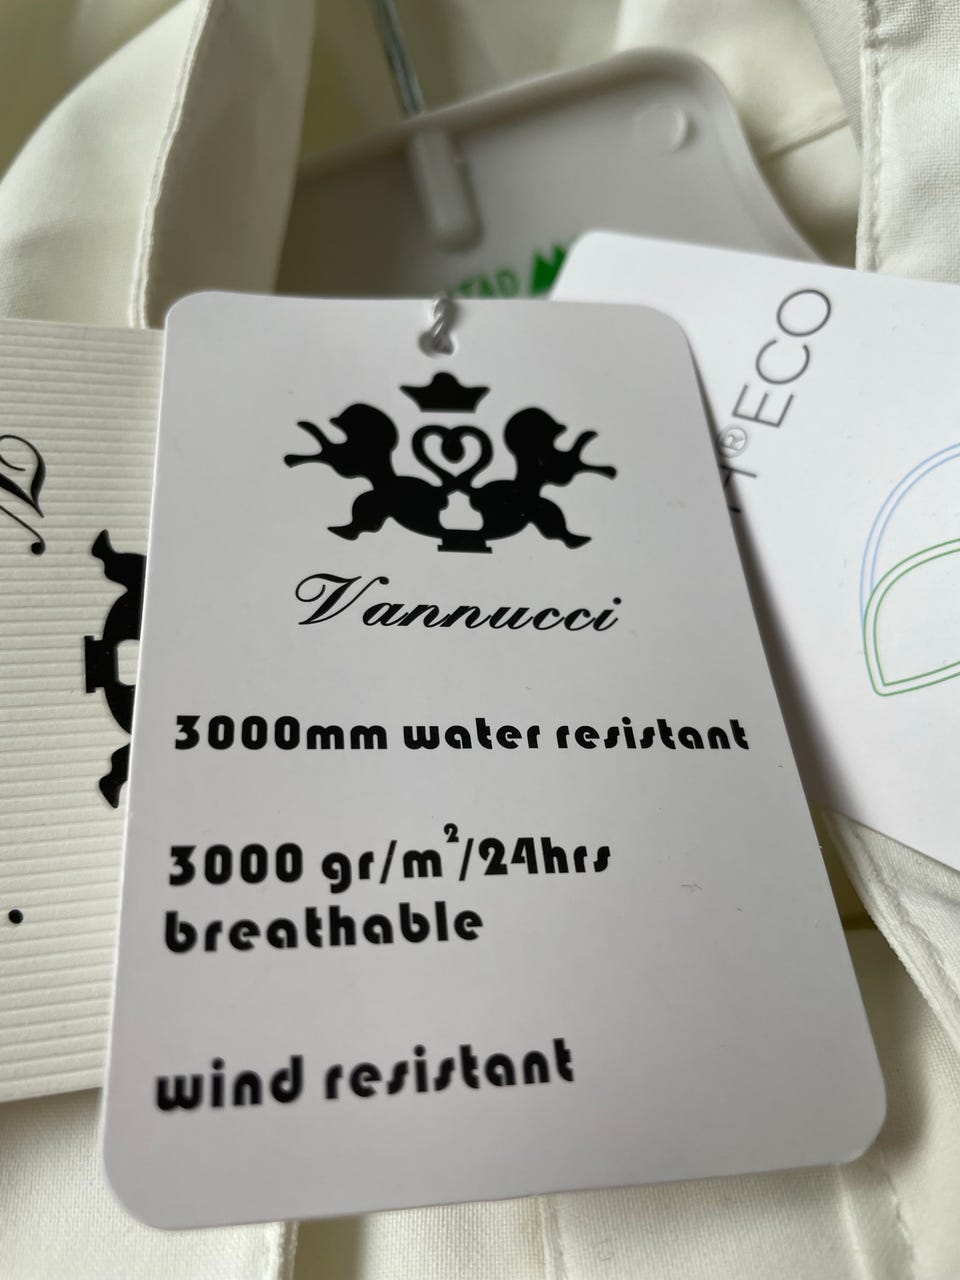 Vannucci
3000mm water resistant
3000 gr/m²/24hrs
breathable
wind resistant
ECO